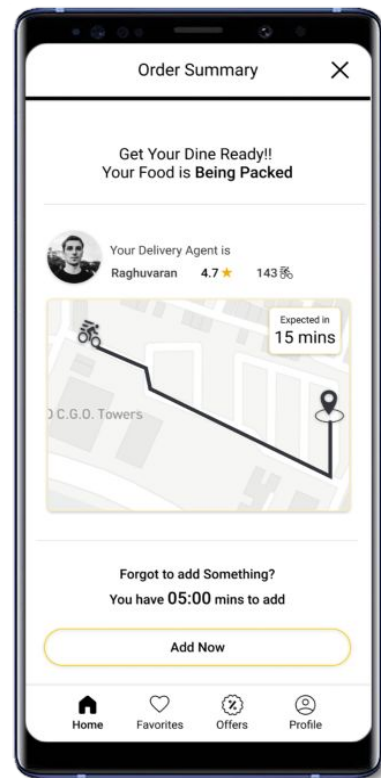 Order Summary
Get Your Dine Ready!!
Your Food is Being Packed
Your Delivery Agent is
Raghuvaran 4.7 143
Expected in
15 mins
C.G.O. Towers
Forgot to add Something?
You have 05:00 mins to add
Add Now
Home Favorites Offers Profile